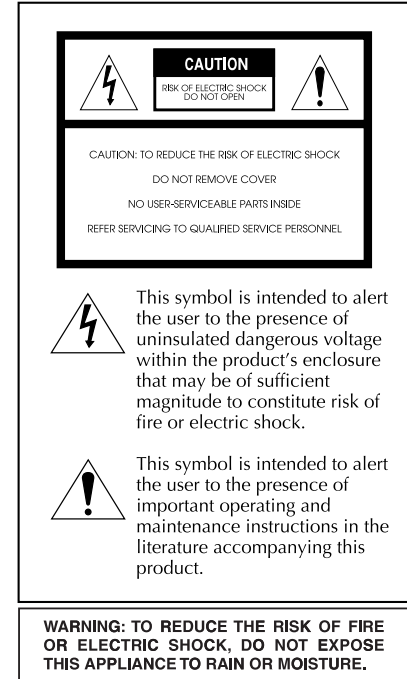 CAUTION
RISK OF ELECTRIC SHOCK
DO NOT OPEN
CAUTION: TO REDUCE THE RISK OF ELECTRIC SHOCK
DO NOT REMOVE COVER
NO USER-SERVICEABLE PARTS INSIDE
REFER SERVICING TO QUALIFIED SERVICE PERSONNEL
This symbol is intended to alert
the user to the presence of
uninsulated dangerous voltage
within the product's enclosure
that may be of sufficient
magnitude to constitute risk of
fire or electric shock.
This symbol is intended to alert
the user to the presence of
important operating and
maintenance instructions in the
literature accompanying this
product.
WARNING: TO REDUCE THE RISK OF FIRE
OR ELECTRIC SHOCK, DO NOT EXPOSE
THIS APPLIANCE TO RAIN OR MOISTURE.